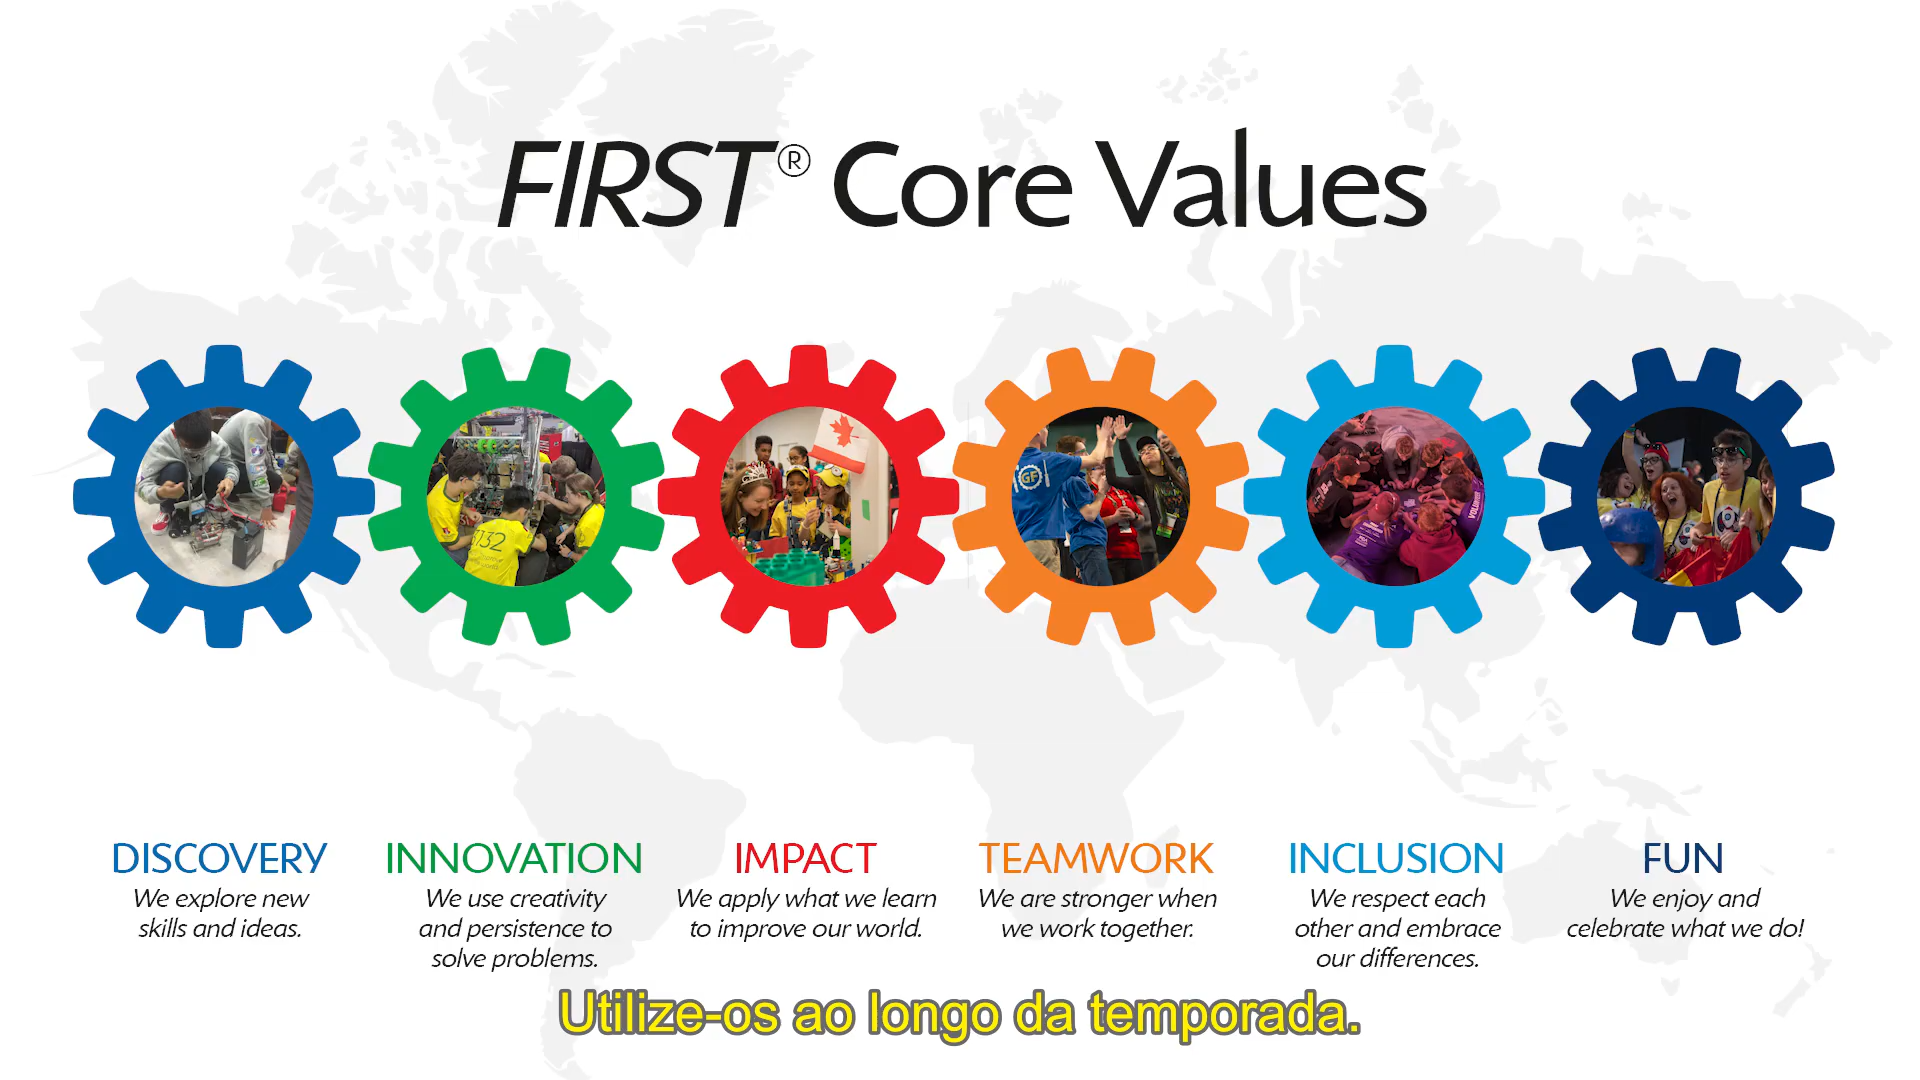 FIRST® Core Values
GF
7132
VOLUNTEER
DISCOVERY
We explore new
skills and ideas.
INNOVATION
We use creativity
and persistence to
solve problems.
IMPACT
We apply what we learn
to improve our world.
TEAMWORK
We are stronger when
we work together.
INCLUSION
We respect each
other and embrace
our differences.
FUN
We enjoy and
celebrate what we do!
Utilize-os ao longo da temporada.